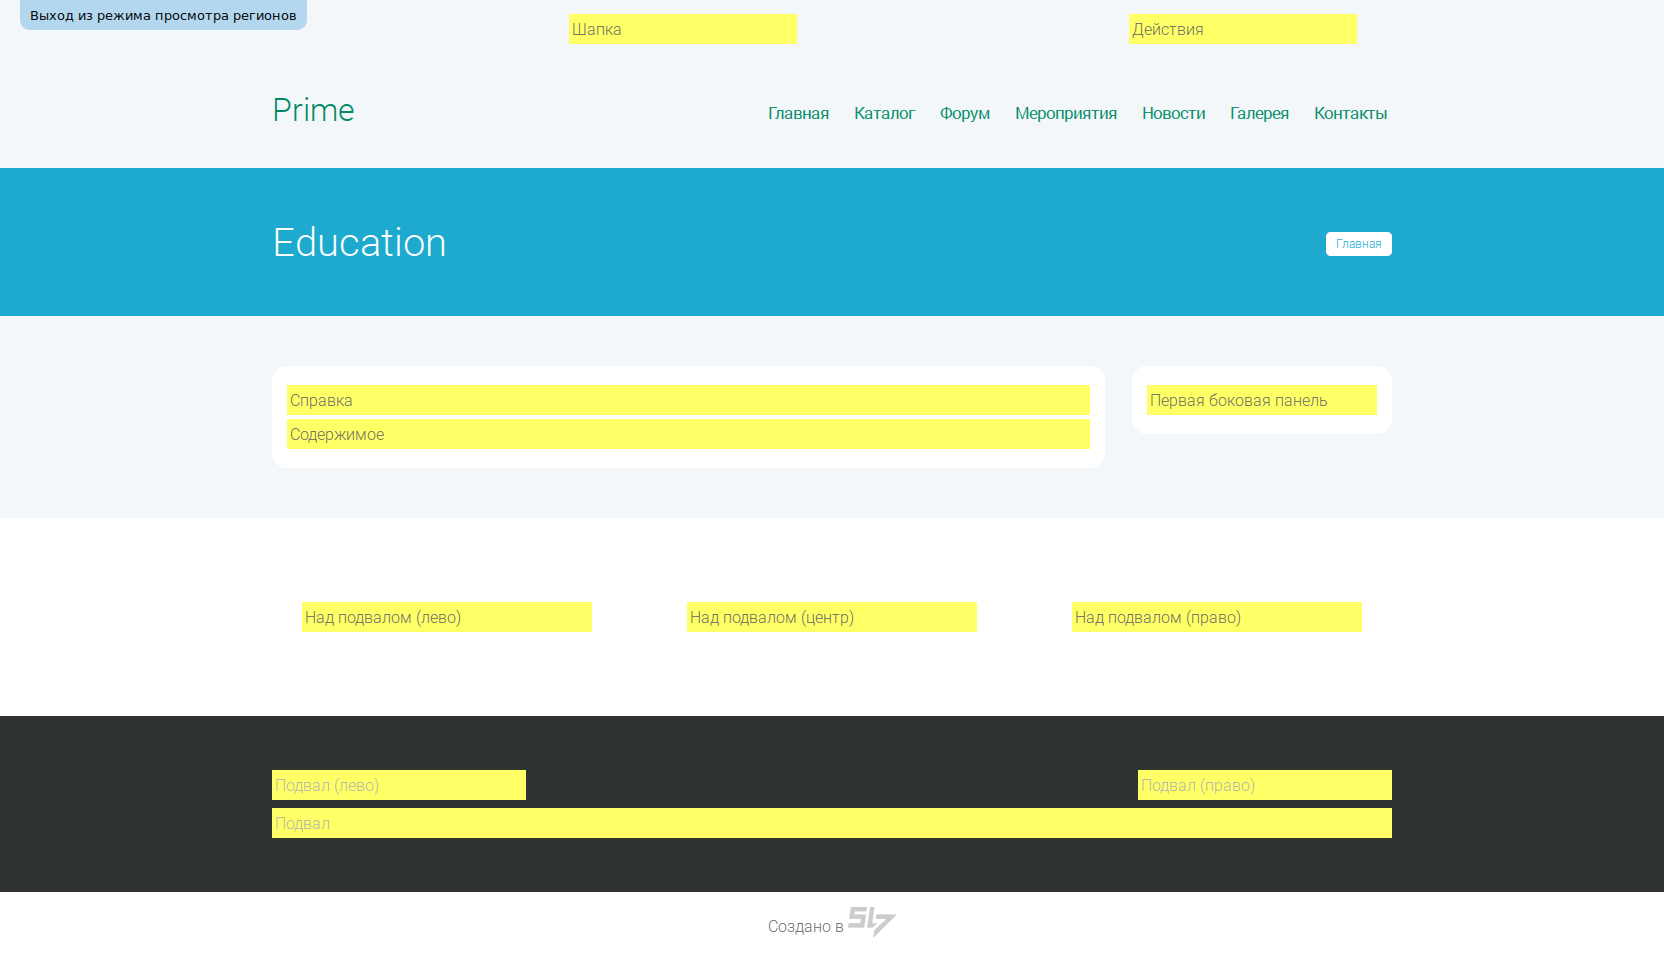 Выход из режима просмотра регионов
Шапка
Действия
Prime
Главная Каталог Форум Мероприятия Новости Галерея Контакты
Education
Главная
Справка
Содержимое
Первая боковая панель
Над подвалом (лево)
Над подвалом (центр)
Над подвалом (право)
Подвал (лево)
Подвал (право)
Подвал
Создано в